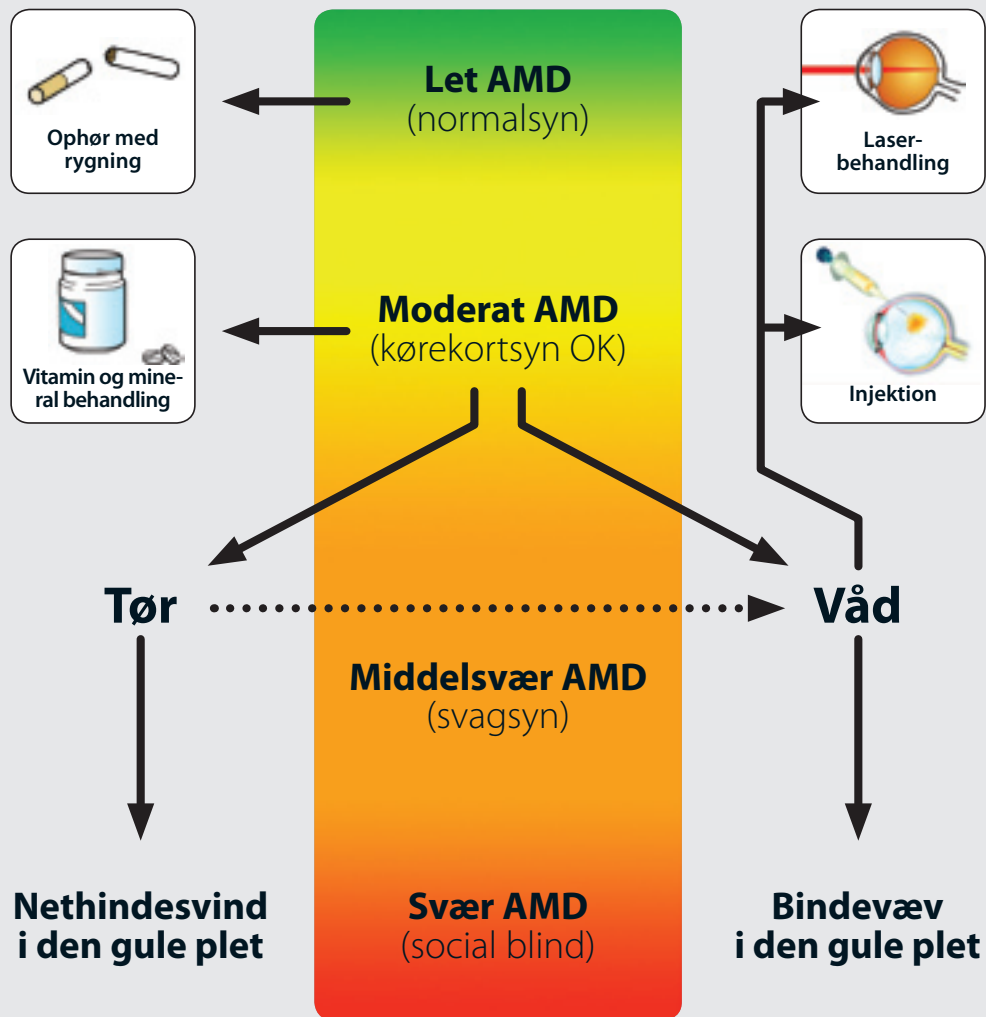 Let AMD
(normalsyn)
Ophør med
rygning
Laser-
behandling
Moderat AMD
(kørekortsyn OK)
Vitamin og mine-
ral behandling
Injektion
Tør
Våd
Middelsvær AMD
(svagsyn)
Nethindesvind
i den gule plet
Svær AMD
(social blind)
Bindevæv
i den gule plet